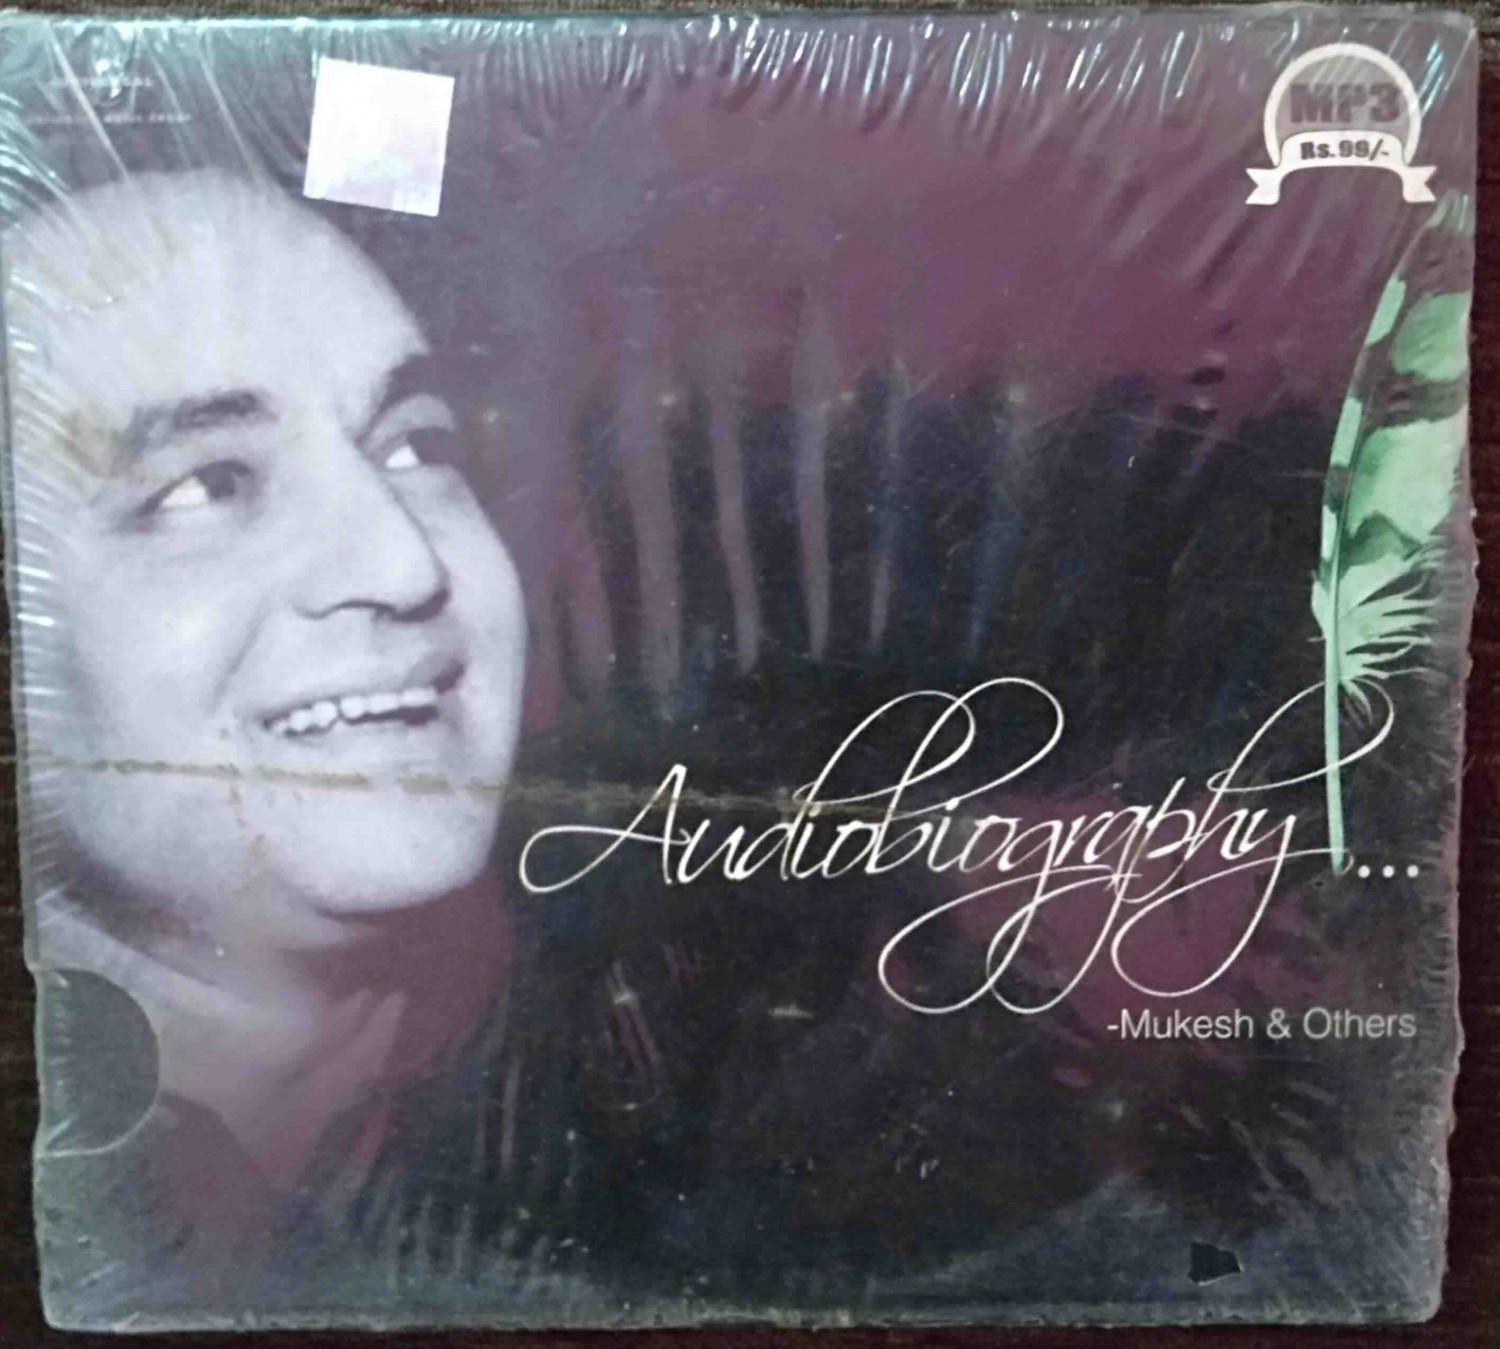 MP3
Rs. 99/-
Audiobiography...
-Mukesh & Others